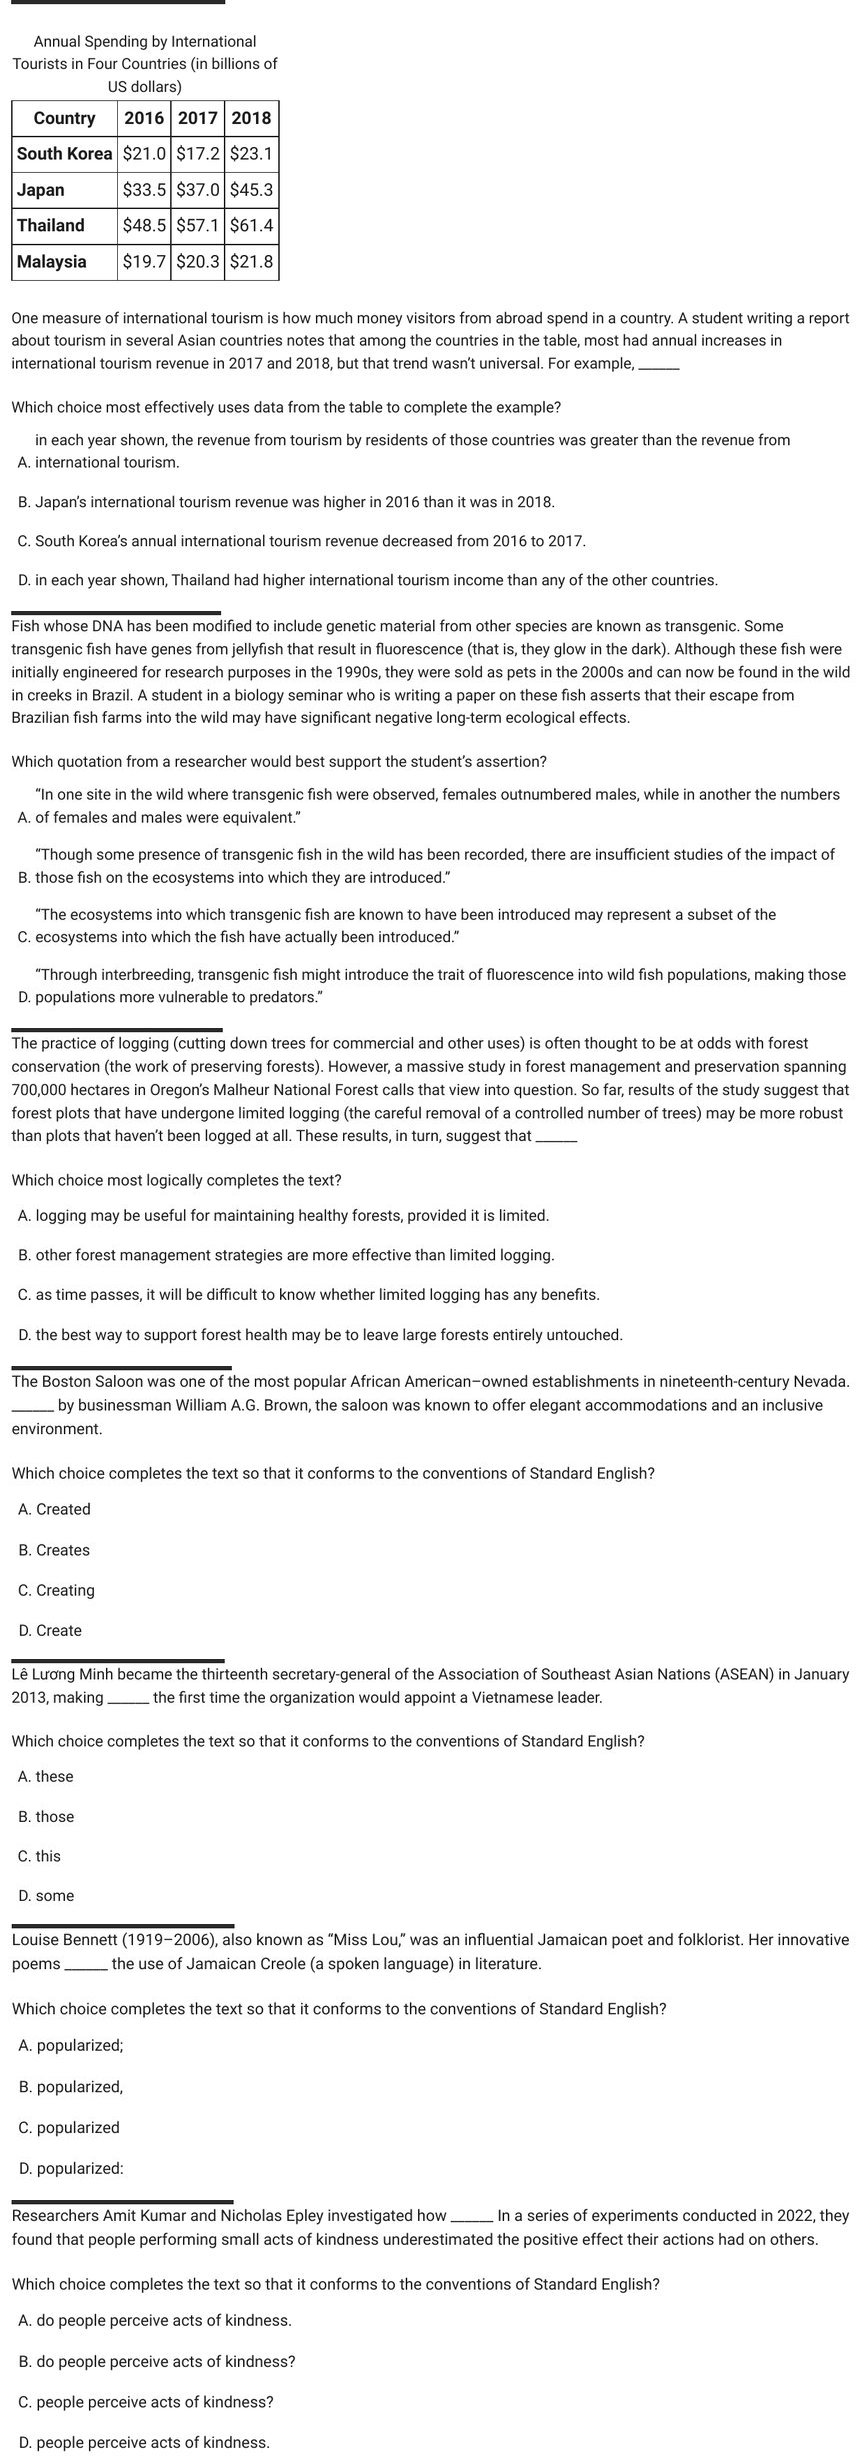 Annual Spending by International
Tourists in Four Countries (in billions of
US dollars)
Country 2016 2017 2018
South Korea $21.0 $17.2 $23.1
Japan $33.5 $37.0 $45.3
Thailand $48.5 $57.1 $61.4
Malaysia $19.7 $20.3 $21.8
One measure of international tourism is how much money visitors from abroad spend in a country. A student writing a report
about tourism in several Asian countries notes that among the countries in the table, most had annual increases in
international tourism revenue in 2017 and 2018, but that trend wasn’t universal. For example, ______
Which choice most effectively uses data from the table to complete the example?
in each year shown, the revenue from tourism by residents of those countries was greater than the revenue from
A. international tourism.
B. Japan’s international tourism revenue was higher in 2016 than it was in 2018.
C. South Korea’s annual international tourism revenue decreased from 2016 to 2017.
D. in each year shown, Thailand had higher international tourism income than any of the other countries.
Fish whose DNA has been modified to include genetic material from other species are known as transgenic. Some
transgenic fish have genes from jellyfish that result in fluorescence (that is, they glow in the dark). Although these fish were
initially engineered for research purposes in the 1990s, they were sold as pets in the 2000s and can now be found in the wild
in creeks in Brazil. A student in a biology seminar who is writing a paper on these fish asserts that their escape from
Brazilian fish farms into the wild may have significant negative long-term ecological effects.
Which quotation from a researcher would best support the student’s assertion?
“In one site in the wild where transgenic fish were observed, females outnumbered males, while in another the numbers
A. of females and males were equivalent.”
“Though some presence of transgenic fish in the wild has been recorded, there are insufficient studies of the impact of
B. those fish on the ecosystems into which they are introduced.”
“The ecosystems into which transgenic fish are known to have been introduced may represent a subset of the
C. ecosystems into which the fish have actually been introduced.”
“Through interbreeding, transgenic fish might introduce the trait of fluorescence into wild fish populations, making those
D. populations more vulnerable to predators.”
The practice of logging (cutting down trees for commercial and other uses) is often thought to be at odds with forest
conservation (the work of preserving forests). However, a massive study in forest management and preservation spanning
700,000 hectares in Oregon’s Malheur National Forest calls that view into question. So far, results of the study suggest that
forest plots that have undergone limited logging (the careful removal of a controlled number of trees) may be more robust
than plots that haven’t been logged at all. These results, in turn, suggest that ______
Which choice most logically completes the text?
A. logging may be useful for maintaining healthy forests, provided it is limited.
B. other forest management strategies are more effective than limited logging.
C. as time passes, it will be difficult to know whether limited logging has any benefits.
D. the best way to support forest health may be to leave large forests entirely untouched.
The Boston Saloon was one of the most popular African American–owned establishments in nineteenth-century Nevada.
______ by businessman William A.G. Brown, the saloon was known to offer elegant accommodations and an inclusive
environment.
Which choice completes the text so that it conforms to the conventions of Standard English?
A. Created
B. Creates
C. Creating
D. Create
Lê Lương Minh became the thirteenth secretary-general of the Association of Southeast Asian Nations (ASEAN) in January
2013, making ______ the first time the organization would appoint a Vietnamese leader.
Which choice completes the text so that it conforms to the conventions of Standard English?
A. these
B. those
C. this
D. some
Louise Bennett (1919–2006), also known as “Miss Lou,” was an influential Jamaican poet and folklorist. Her innovative
poems ______ the use of Jamaican Creole (a spoken language) in literature.
Which choice completes the text so that it conforms to the conventions of Standard English?
A. popularized;
B. popularized,
C. popularized
D. popularized:
Researchers Amit Kumar and Nicholas Epley investigated how ______ In a series of experiments conducted in 2022, they
found that people performing small acts of kindness underestimated the positive effect their actions had on others.
Which choice completes the text so that it conforms to the conventions of Standard English?
A. do people perceive acts of kindness.
B. do people perceive acts of kindness?
C. people perceive acts of kindness?
D. people perceive acts of kindness.